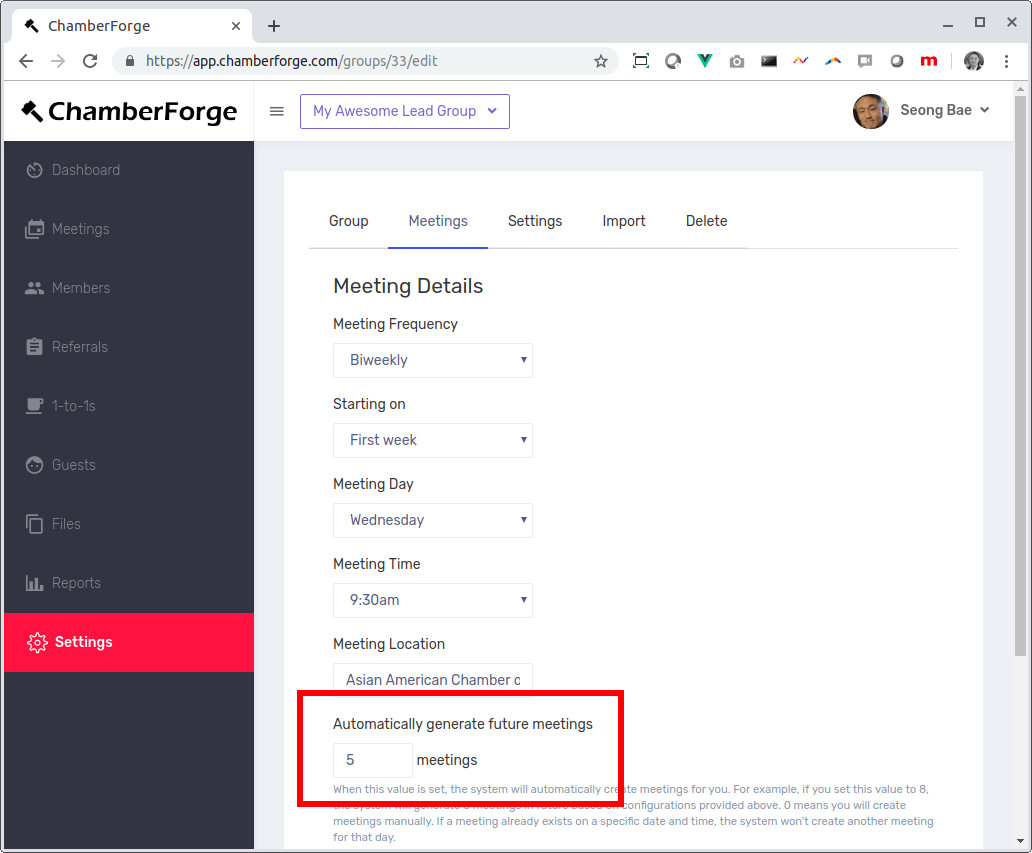 ChamberForge
https://app.chamberforge.com/groups/33/edit
m
ChamberForge
My Awesome Lead Group
Seong Bae
Dashboard
Meetings
Members
Referrals
1-to-1s
Guests
Files
Reports
Settings
Group Meetings Settings Import Delete
Meeting Details
Meeting Frequency
Biweekly
Starting on
First week
Meeting Day
Wednesday
Meeting Time
9:30am
Meeting Location
Asian American Chamber o
Automatically generate future meetings
5 meetings
When this value is set, the system will automatically create meetings for you. For example, if you set this value to 8,
the system will generate 8 meetings in future based on configurations provided above. 0 means you will create
meetings manually. If a meeting already exists on a specific date and time, the system won't create another meeting
for that day.